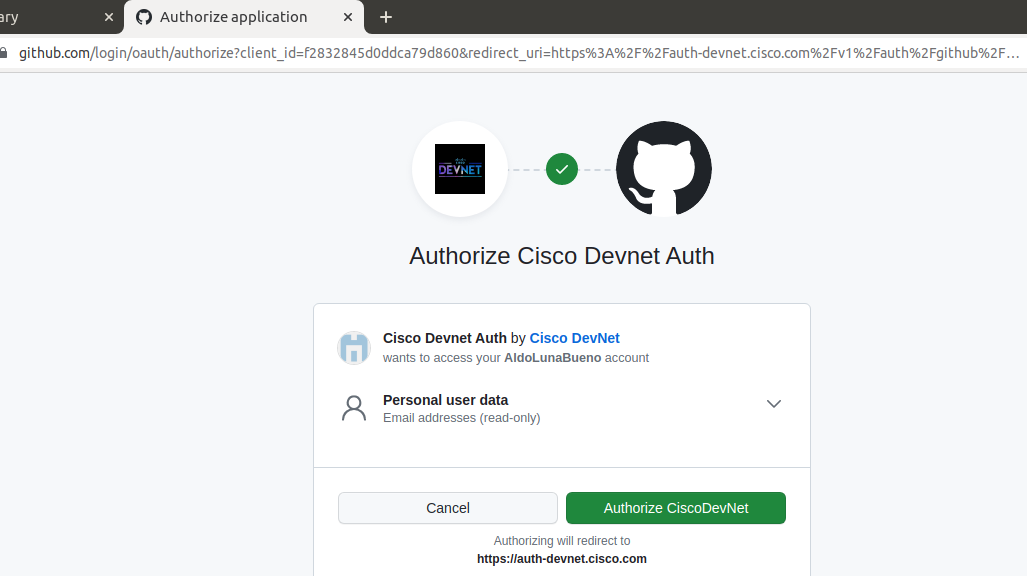 ary
Authorize application
github.com/login/oauth/authorize?client_id=f2832845d0ddca79d860&redirect_uri=https%3A%2F%2Fauth-devnet.cisco.com%2Fv1%2Fauth%2Fgithub%2F…
DEVNET
Authorize Cisco Devnet Auth
Cisco Devnet Auth by Cisco DevNet
wants to access your AldoLunaBueno account
Personal user data
Email addresses (read-only)
Cancel
Authorize CiscoDevNet
Authorizing will redirect to
https://auth-devnet.cisco.com